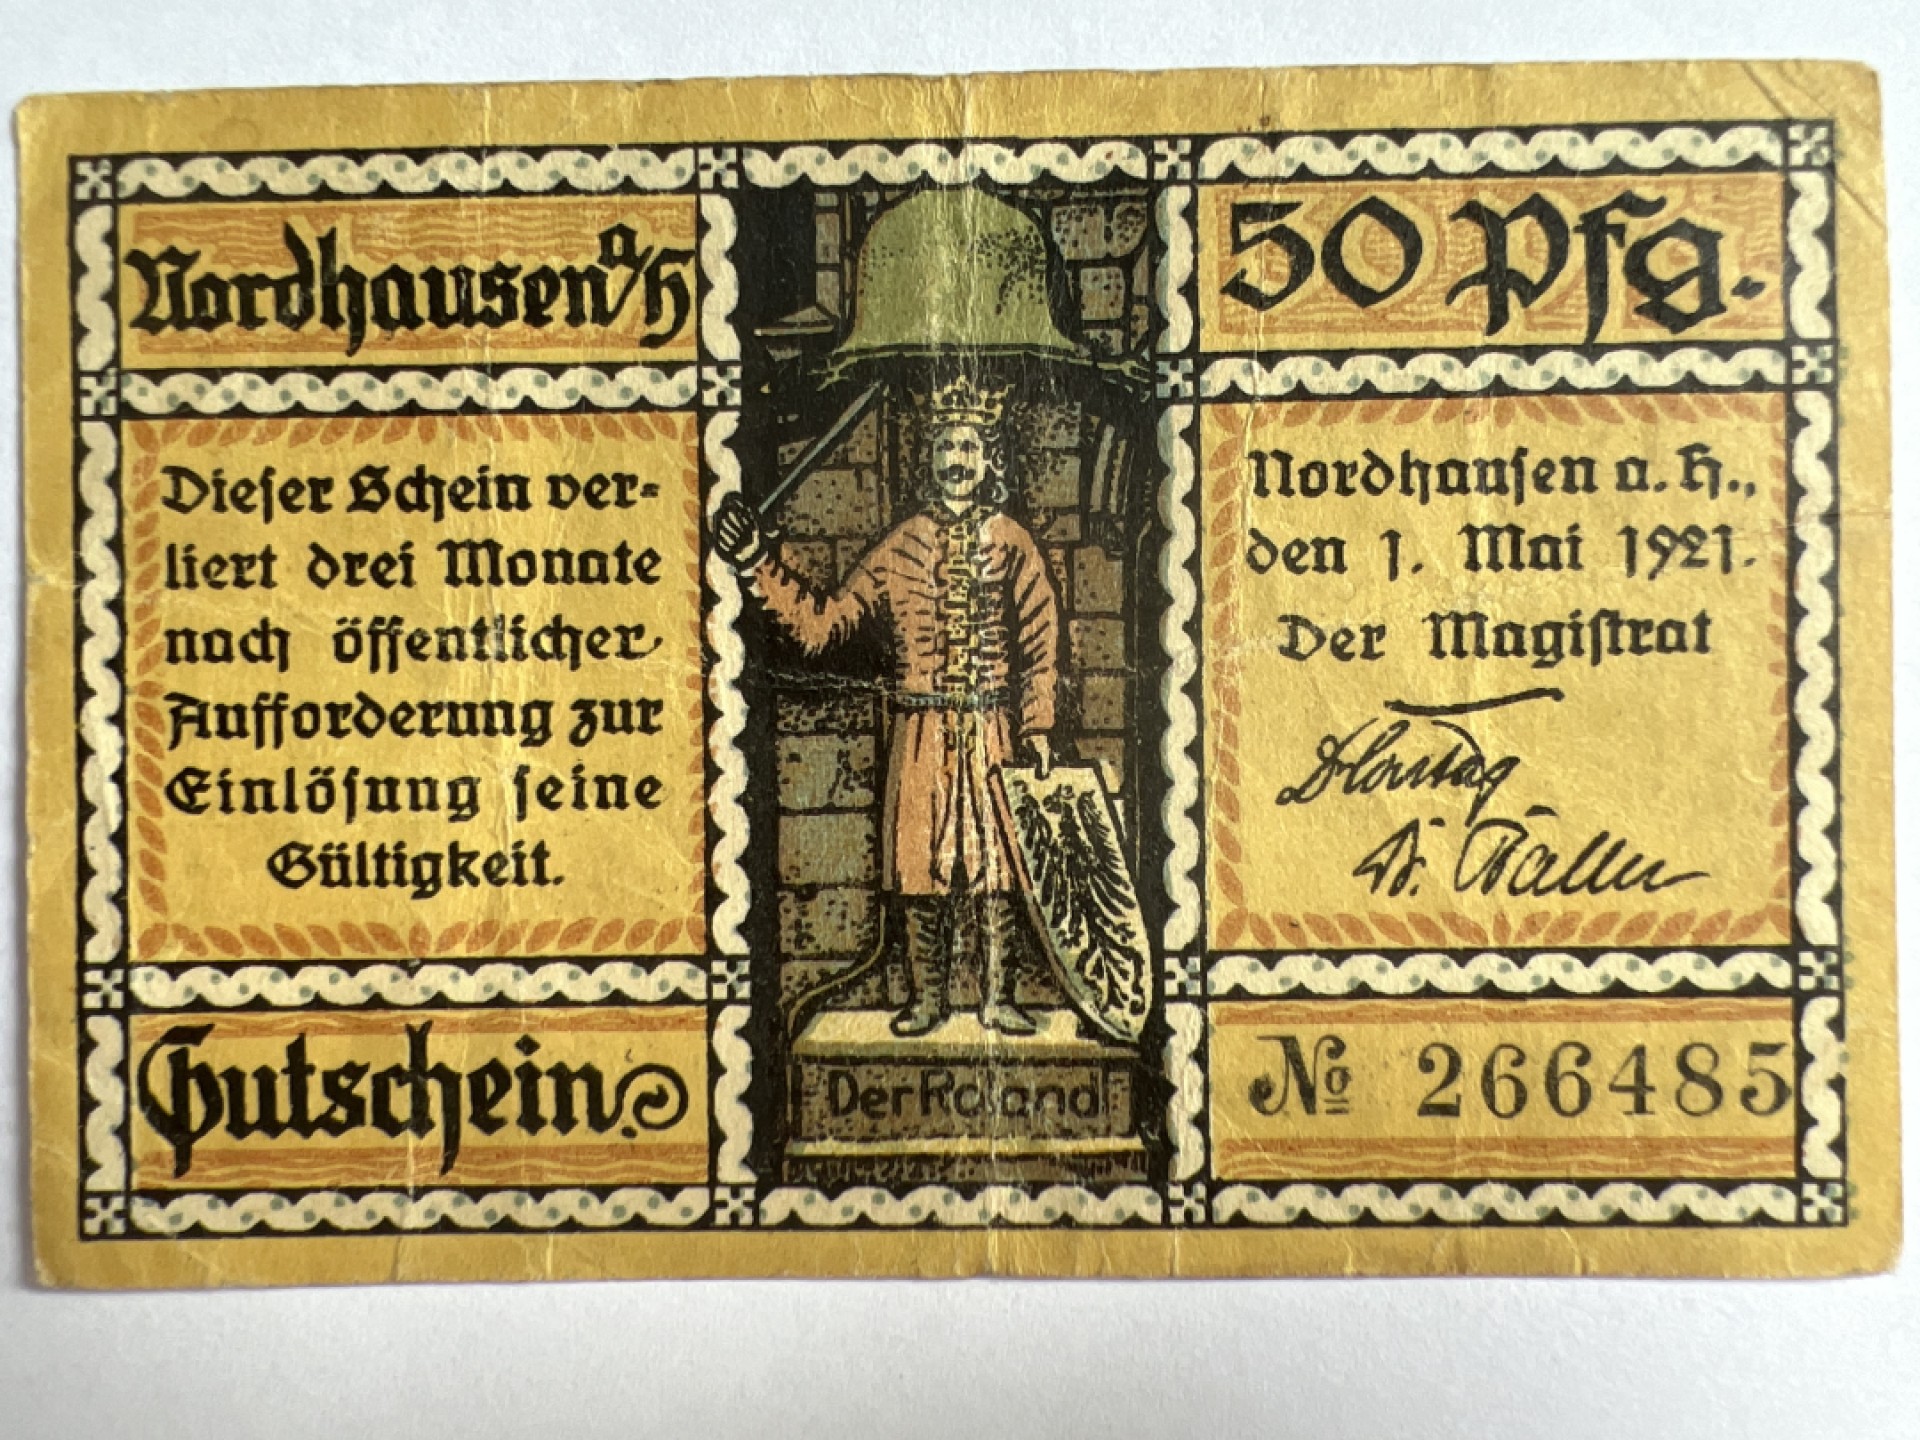 Nordhausen a/H
50 Pfg.
Dieser Schein ver=
liert drei Monate
nach öffentlicher
Aufforderung zur
Einlösung seine
Gültigkeit.
Der Roland
Nordhausen a. H.,
den 1. Mai 1921.
Der Magistrat
Dr.
Gutschein.
№ 266485